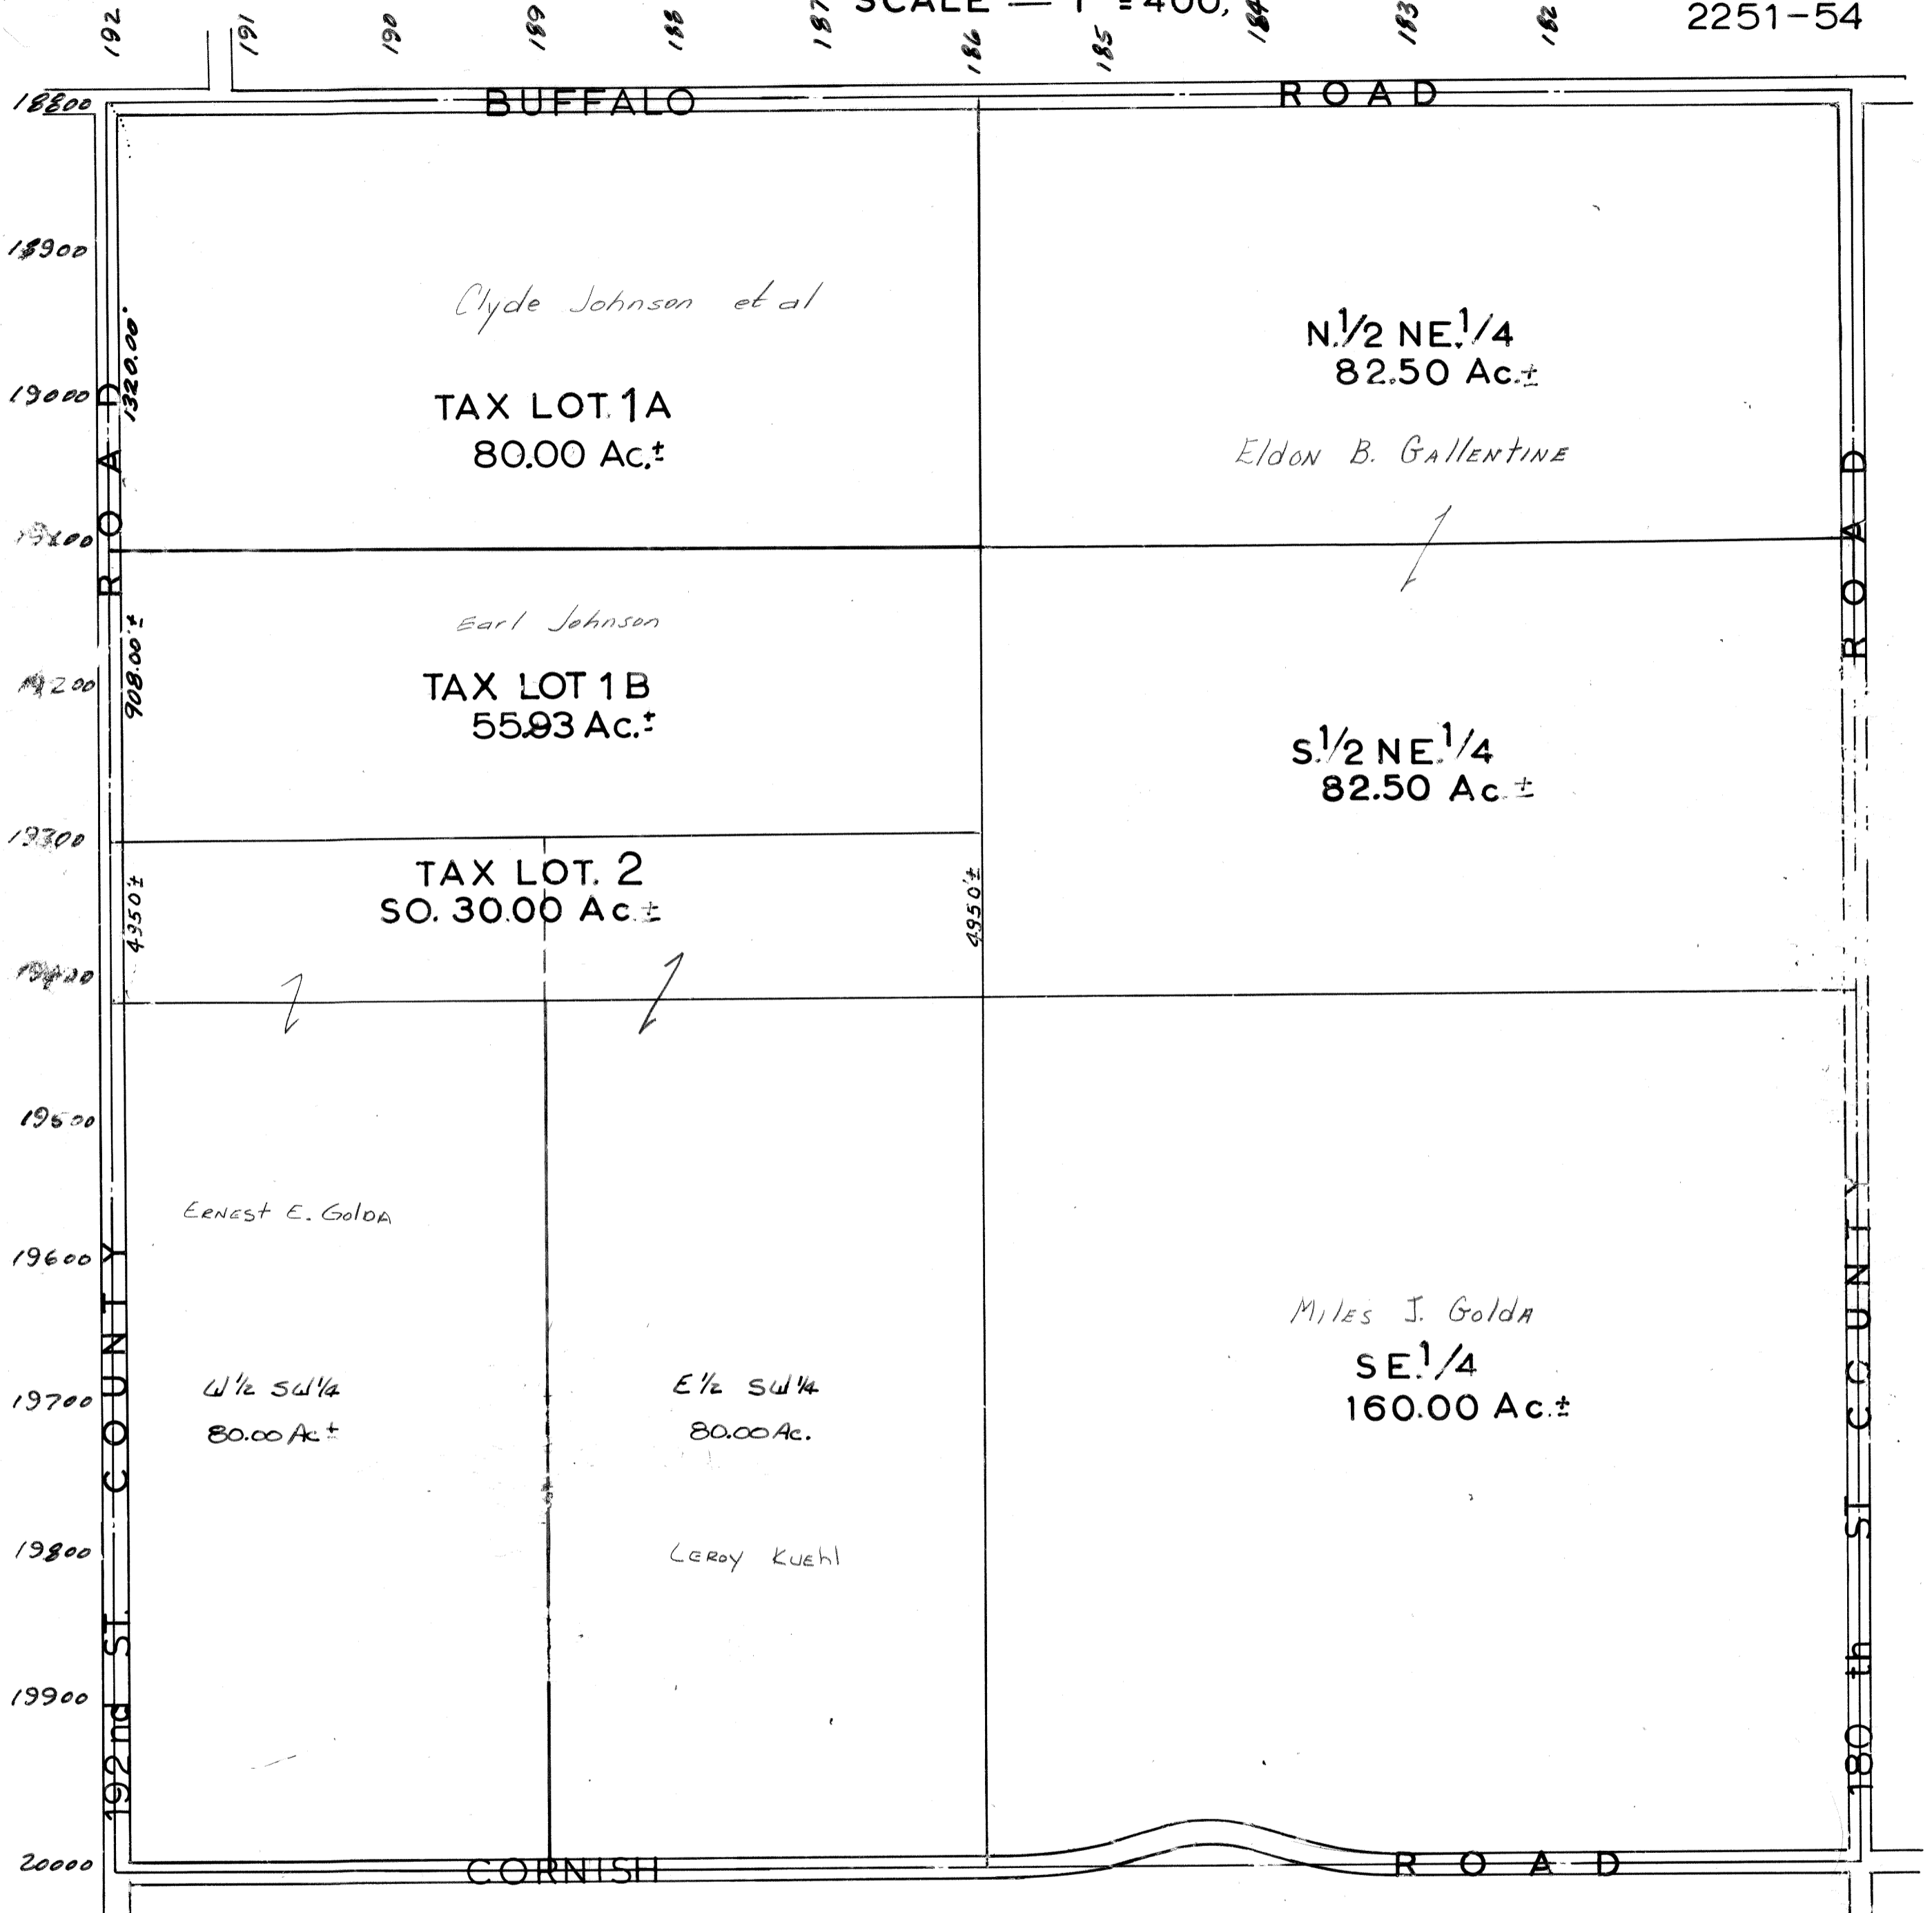 SCALE — 1" = 400'
2251-54
192 191 190 189 188 187 186 185 184 183 182
BUFFALO ROAD
18800
18900
19000
19200
19300
19500
19600
19700
19800
19900
20000
192nd ST. COUNTY ROAD
1320.00'
908.00'±
4950'±
Clyde Johnson et al
TAX LOT. 1A
80.00 Ac.±
N.1/2 NE.1/4
82.50 Ac.±
Eldon B. Gallentine
Earl Johnson
TAX LOT 1B
55.93 Ac.±
S.1/2 NE.1/4
82.50 Ac.±
TAX LOT. 2
SO. 30.00 Ac.±
4950'±
Ernest E. Golda
W 1/2 SW 1/4
80.00 Ac ±
E 1/2 SW 1/4
80.00 Ac.
Leroy Kuehl
Miles J. Golda
SE.1/4
160.00 Ac.±
180 th ST CCUNTY ROAD
CORNISH ROAD